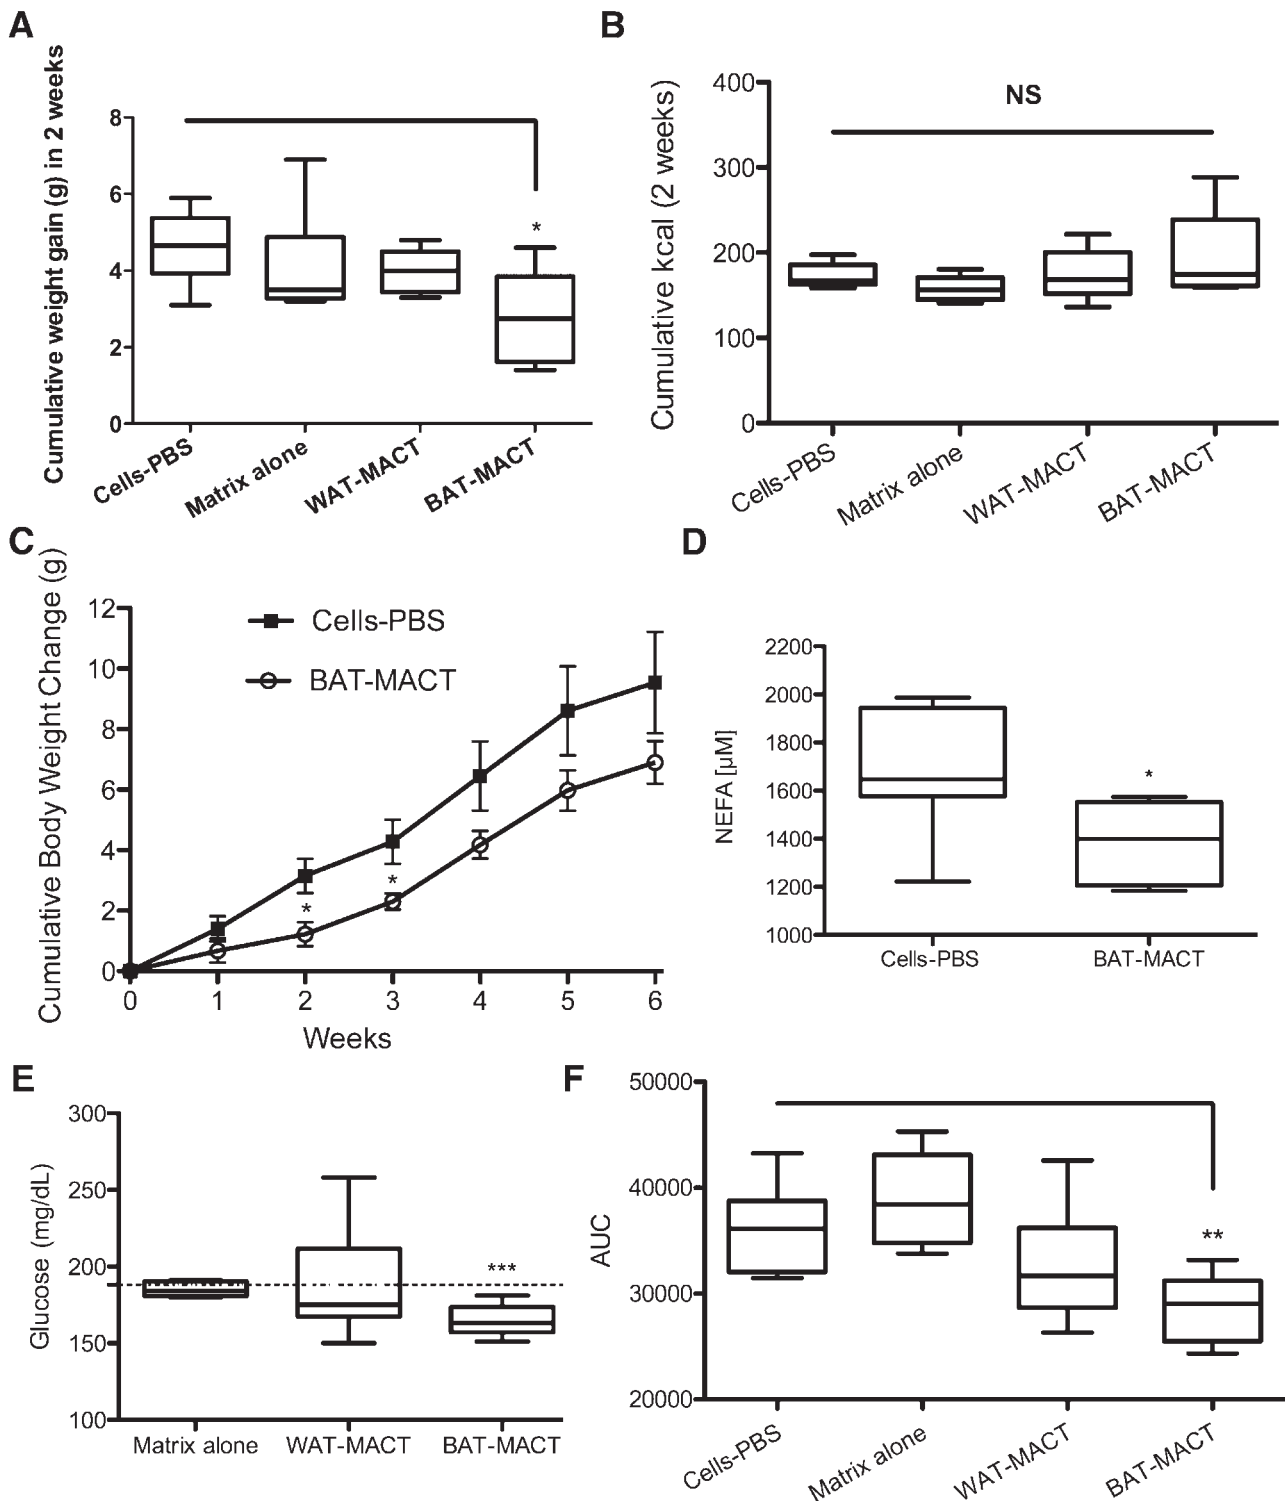 A
Cumulative weight gain (g) in 2 weeks
8
6
4
2
0
*
Cells-PBS
Matrix alone
WAT-MACT
BAT-MACT
B
Cumulative kcal (2 weeks)
400
300
200
100
0
NS
Cells-PBS
Matrix alone
WAT-MACT
BAT-MACT
C
Cumulative Body Weight Change (g)
12
10
8
6
4
2
0
Cells-PBS
BAT-MACT
*
*
0 1 2 3 4 5 6
Weeks
D
NEFA [µM]
2200
2000
1800
1600
1400
1200
1000
*
Cells-PBS
BAT-MACT
E
Glucose (mg/dL)
300
250
200
150
100
***
Matrix alone
WAT-MACT
BAT-MACT
F
AUC
50000
40000
30000
20000
**
Cells-PBS
Matrix alone
WAT-MACT
BAT-MACT